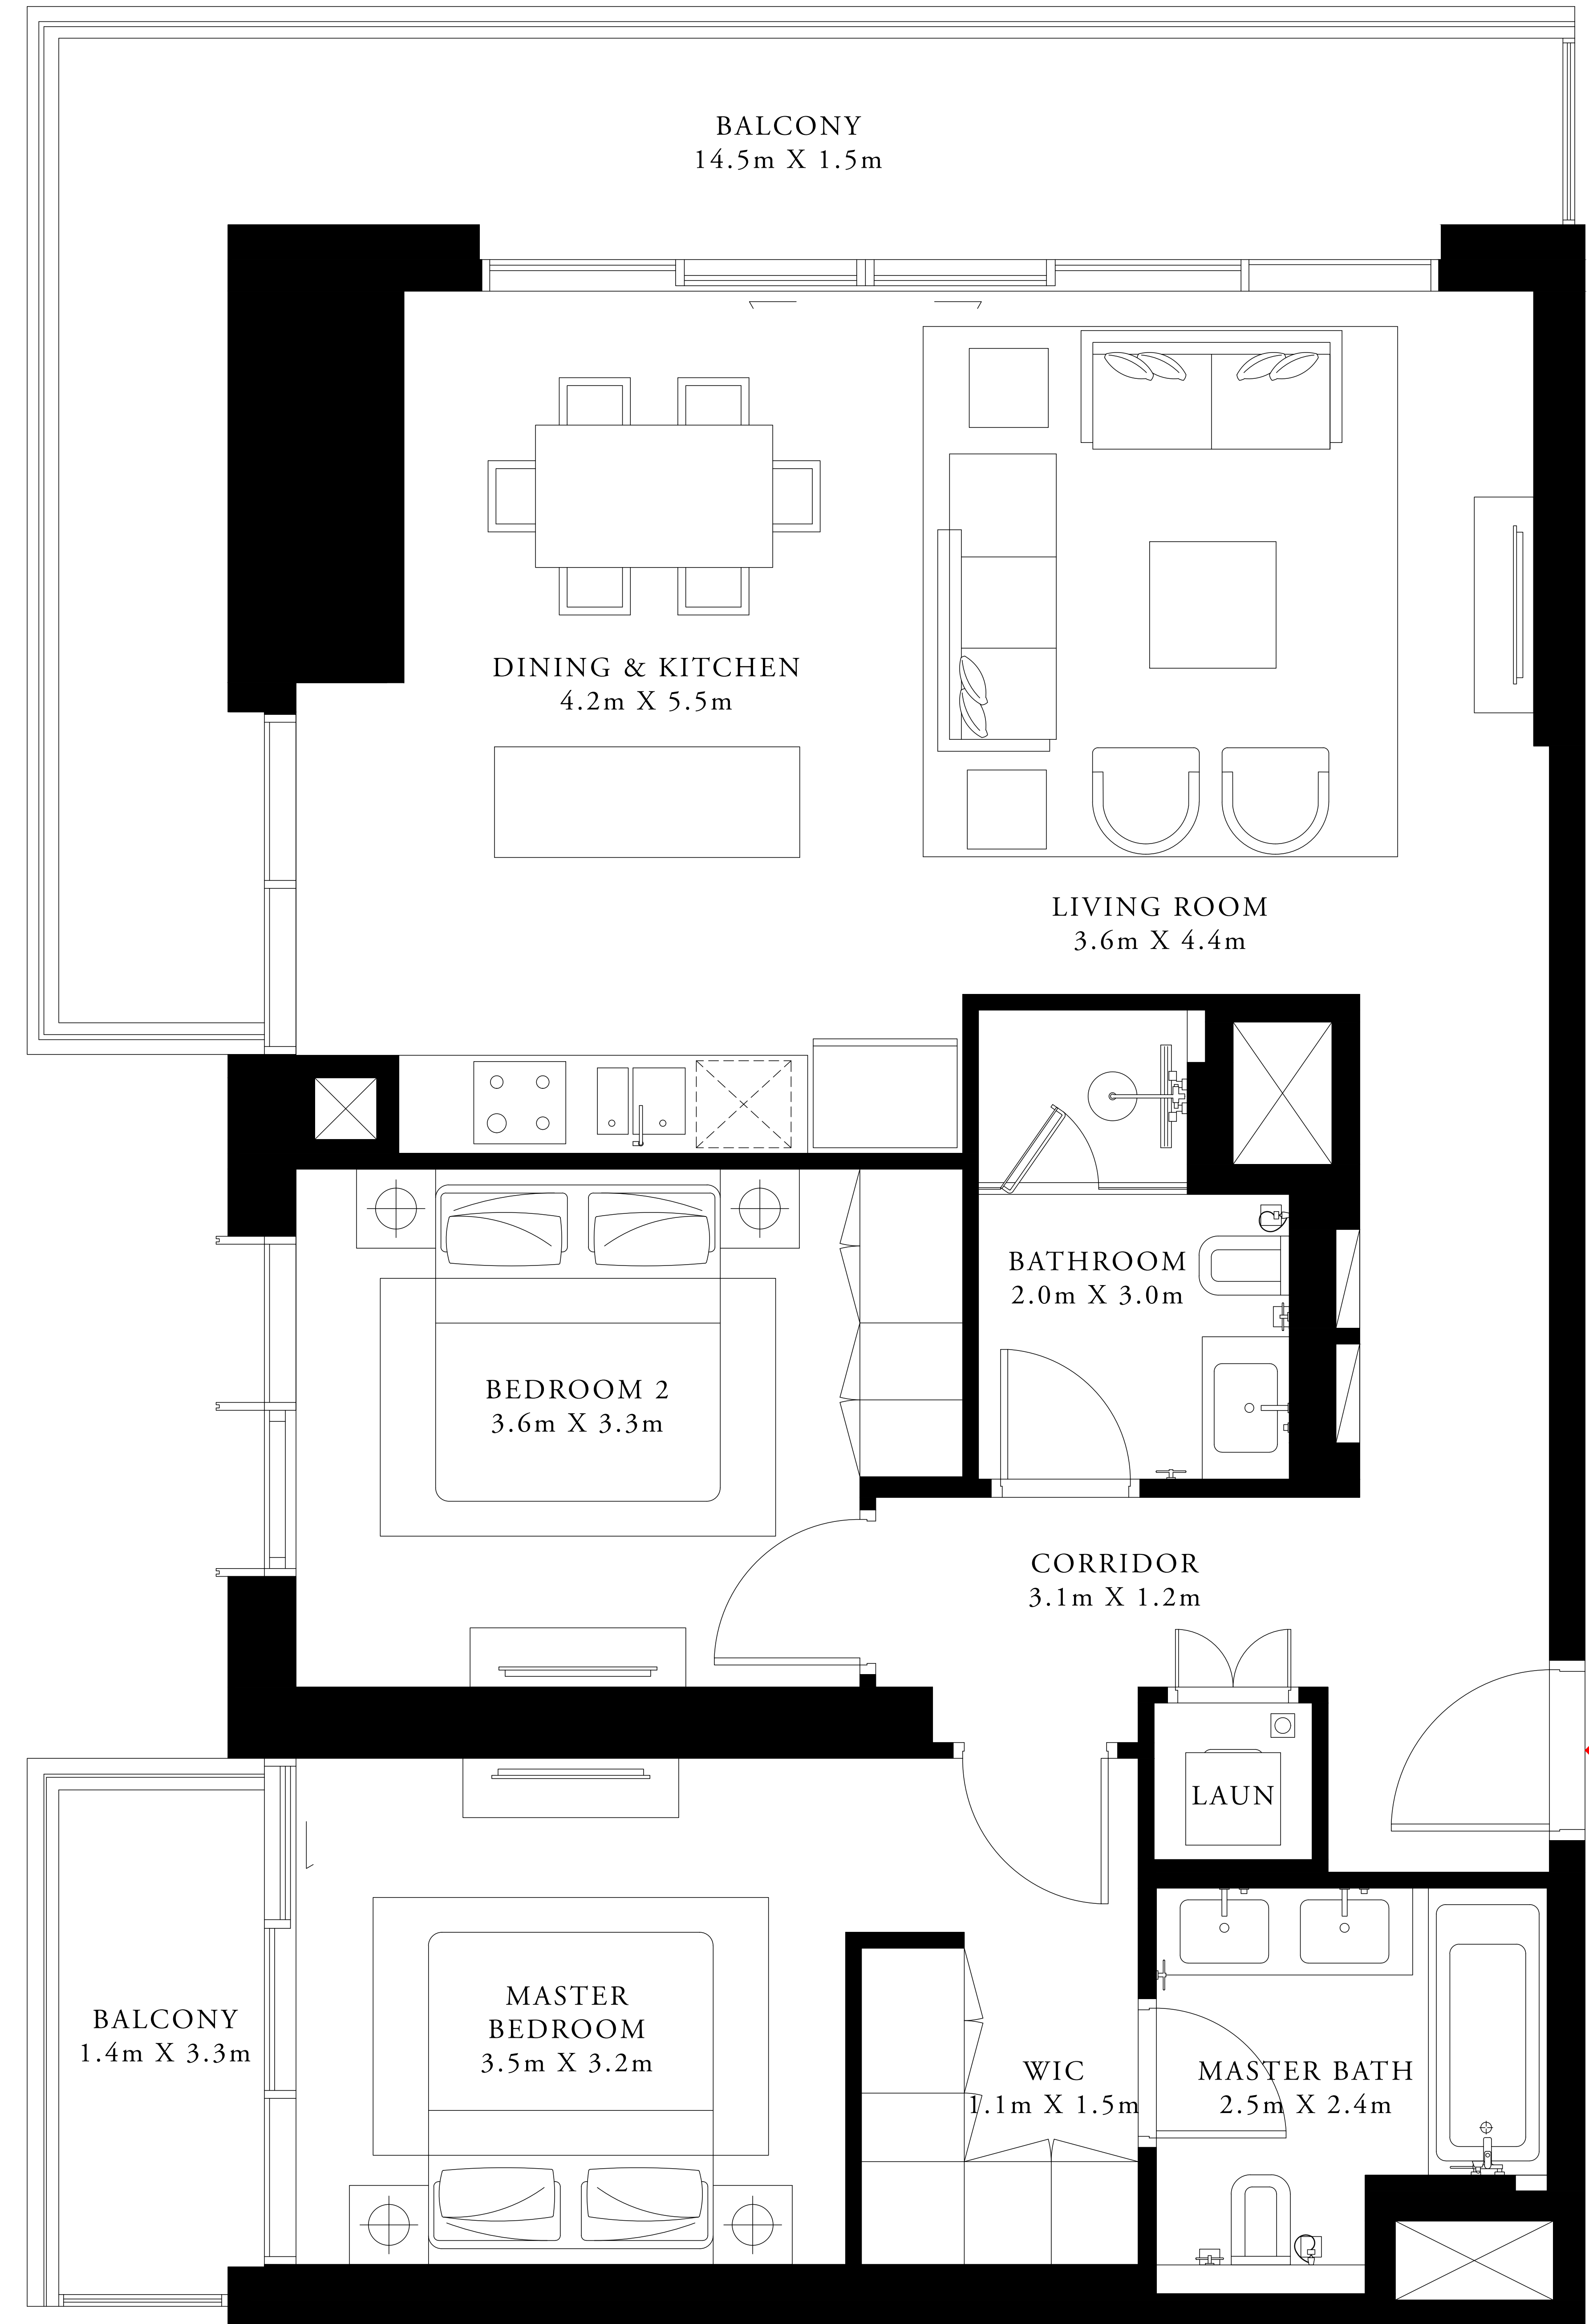 BALCONY
14.5m X 1.5m
DINING & KITCHEN
4.2m X 5.5m
LIVING ROOM
3.6m X 4.4m
BATHROOM
2.0m X 3.0m
BEDROOM 2
3.6m X 3.3m
CORRIDOR
3.1m X 1.2m
LAUN
MASTER
BEDROOM
3.5m X 3.2m
BALCONY
1.4m X 3.3m
WIC
1.1m X 1.5m
MASTER BATH
2.5m X 2.4m